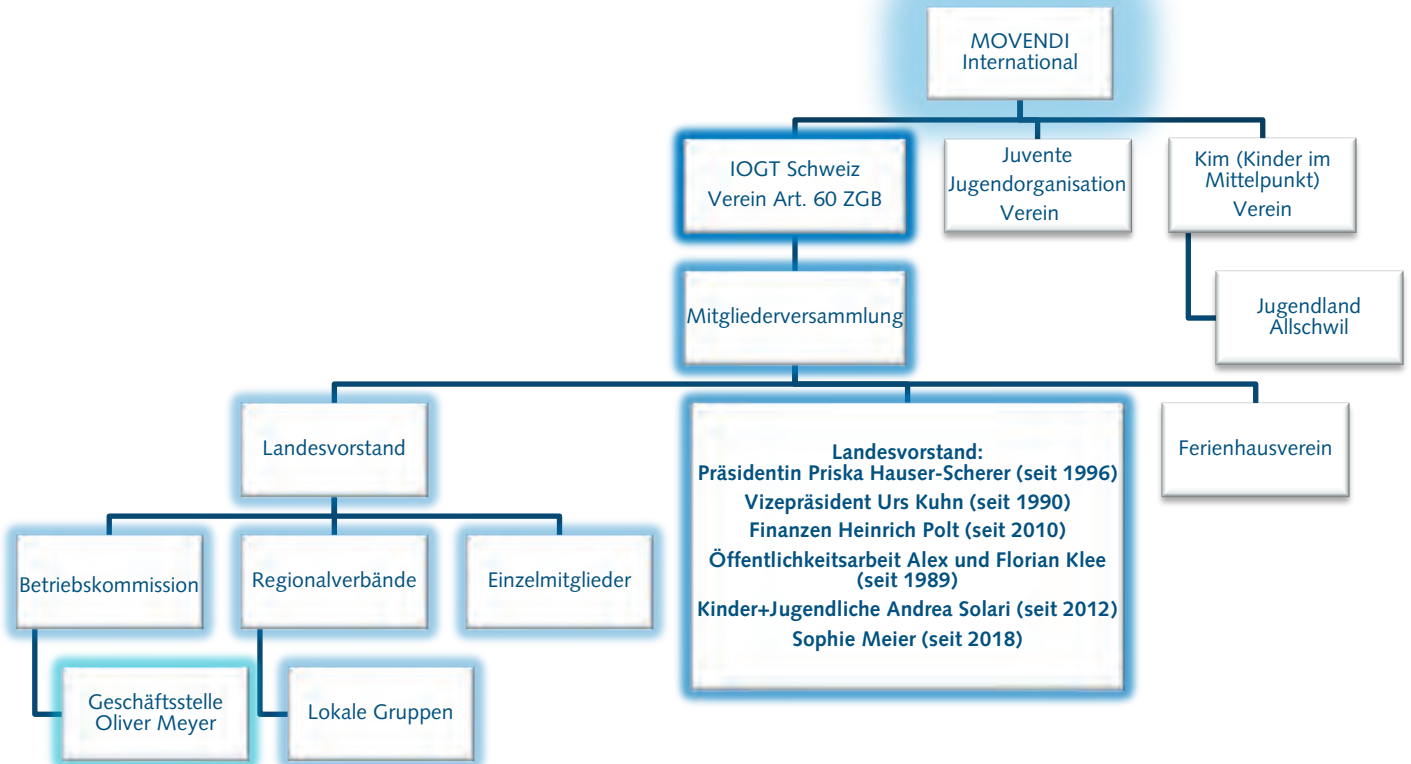 MOVENDI
International
IOGT Schweiz
Verein Art. 60 ZGB
Juvente
Jugendorganisation
Verein
Kim (Kinder im
Mittelpunkt)
Verein
Mitgliederversammlung
Jugendland
Allschwil
Landesvorstand
Landesvorstand:
Präsidentin Priska Hauser-Scherer (seit 1996)
Vizepräsident Urs Kuhn (seit 1990)
Finanzen Heinrich Polt (seit 2010)
Öffentlichkeitsarbeit Alex und Florian Klee
(seit 1989)
Kinder+Jugendliche Andrea Solari (seit 2012)
Sophie Meier (seit 2018)
Ferienhausverein
Betriebskommission
Regionalverbände
Einzelmitglieder
Geschäftsstelle
Oliver Meyer
Lokale Gruppen